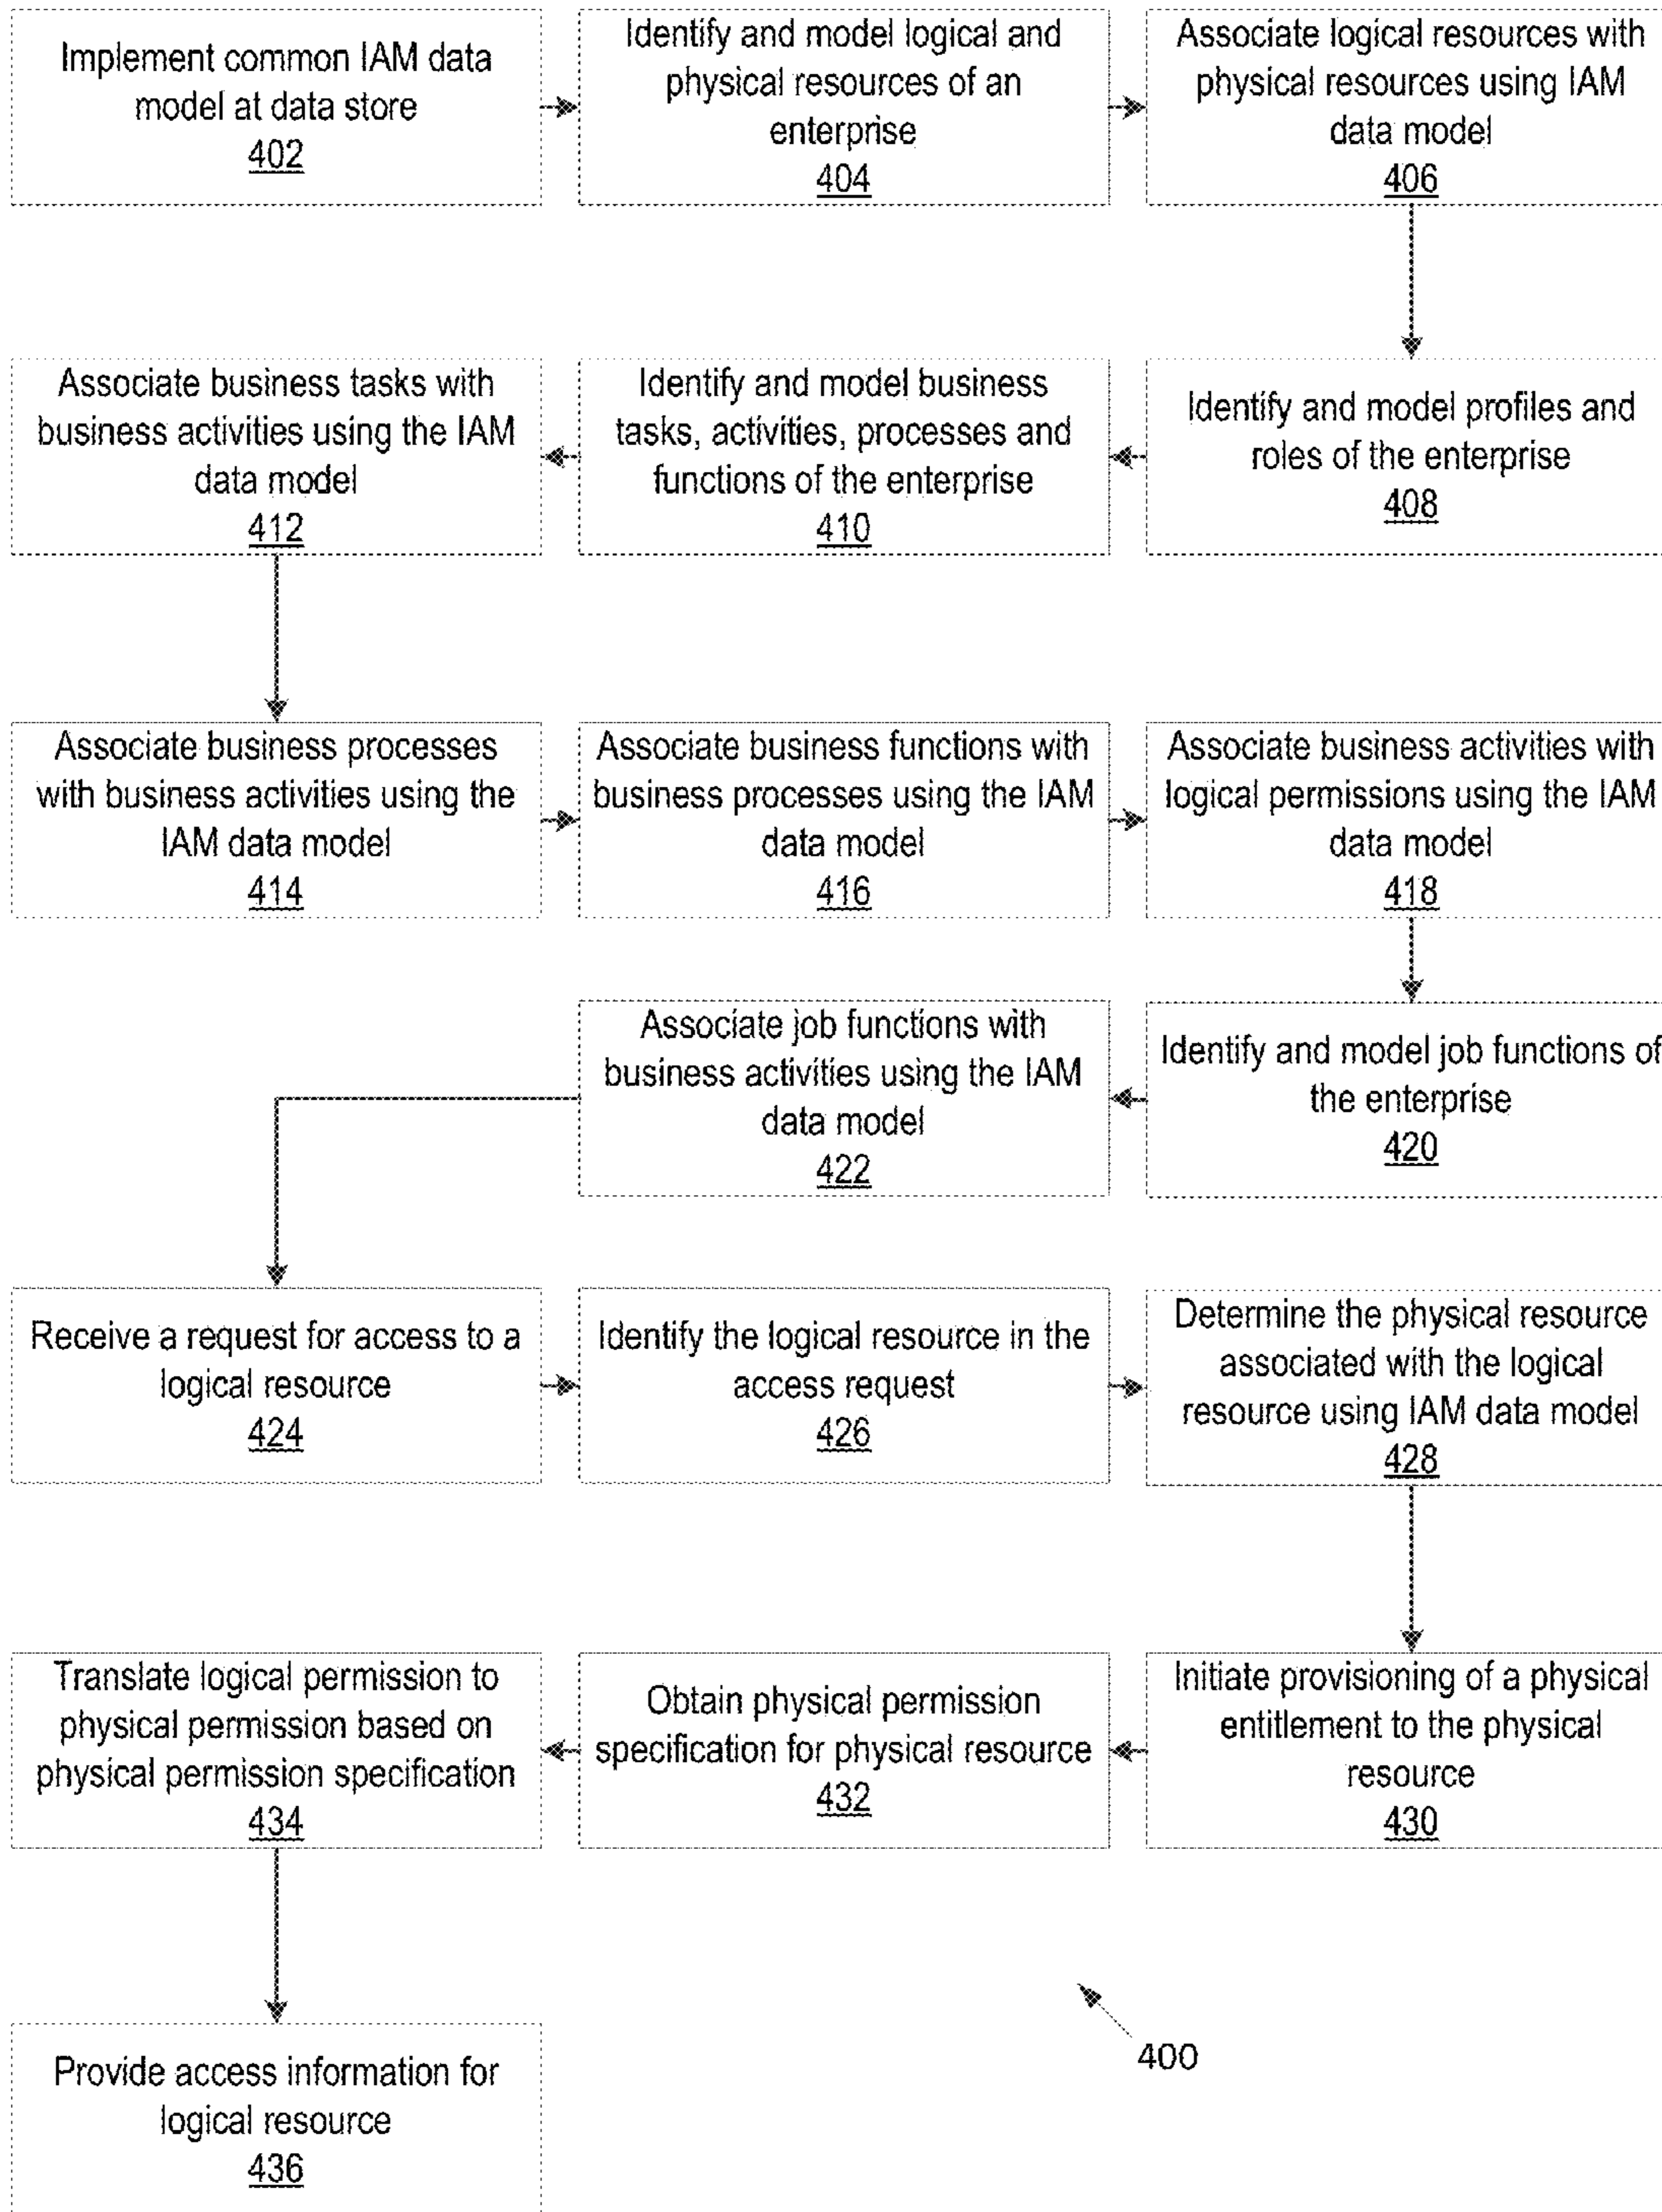 Implement common IAM data
model at data store
402
Identify and model logical and
physical resources of an
enterprise
404
Associate logical resources with
physical resources using IAM
data model
406
Identify and model profiles and
roles of the enterprise
408
Identify and model business
tasks, activities, processes and
functions of the enterprise
410
Associate business tasks with
business activities using the IAM
data model
412
Associate business processes
with business activities using the
IAM data model
414
Associate business functions with
business processes using the IAM
data model
416
Associate business activities with
logical permissions using the IAM
data model
418
Identify and model job functions of
the enterprise
420
Associate job functions with
business activities using the IAM
data model
422
Receive a request for access to a
logical resource
424
Identify the logical resource in the
access request
426
Determine the physical resource
associated with the logical
resource using IAM data model
428
Initiate provisioning of a physical
entitlement to the physical
resource
430
Obtain physical permission
specification for physical resource
432
Translate logical permission to
physical permission based on
physical permission specification
434
Provide access information for
logical resource
436
400